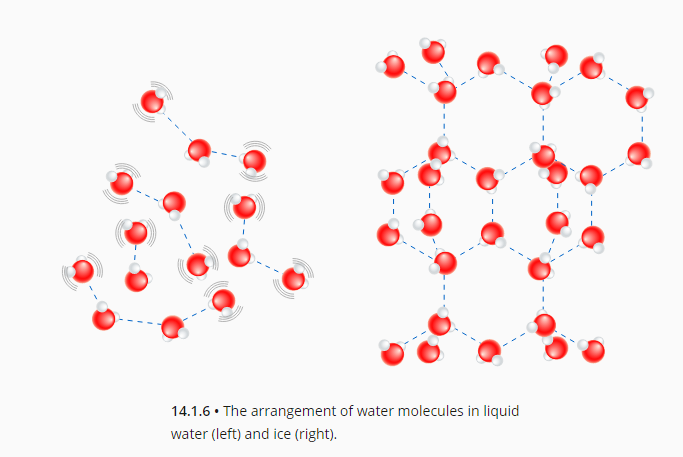 14.1.6 • The arrangement of water molecules in liquid
water (left) and ice (right).